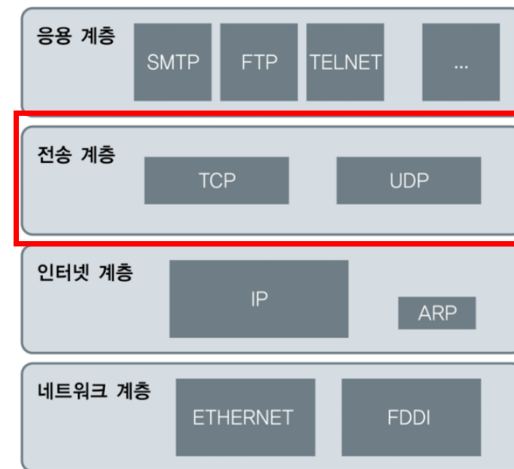 응용 계층
SMTP FTP TELNET ...
전송 계층
TCP UDP
인터넷 계층
IP
ARP
네트워크 계층
ETHERNET FDDI